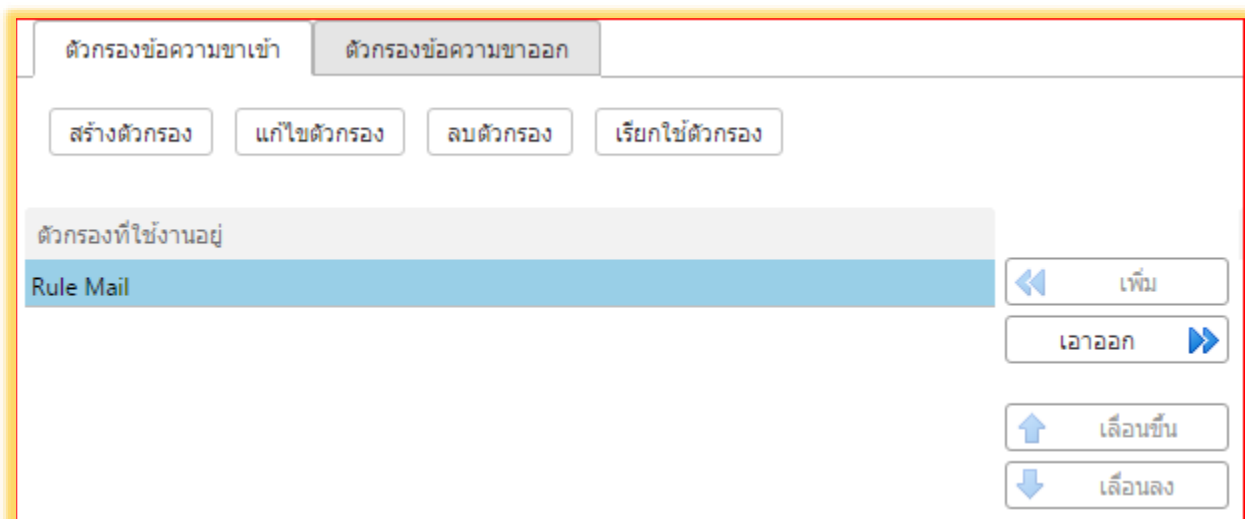 ตัวกรองข้อความขาเข้า ตัวกรองข้อความขาออก
สร้างตัวกรอง แก้ไขตัวกรอง ลบตัวกรอง เรียกใช้ตัวกรอง
ตัวกรองที่ใช้งานอยู่
Rule Mail
เพิ่ม
เอาออก
เลื่อนขึ้น
เลื่อนลง